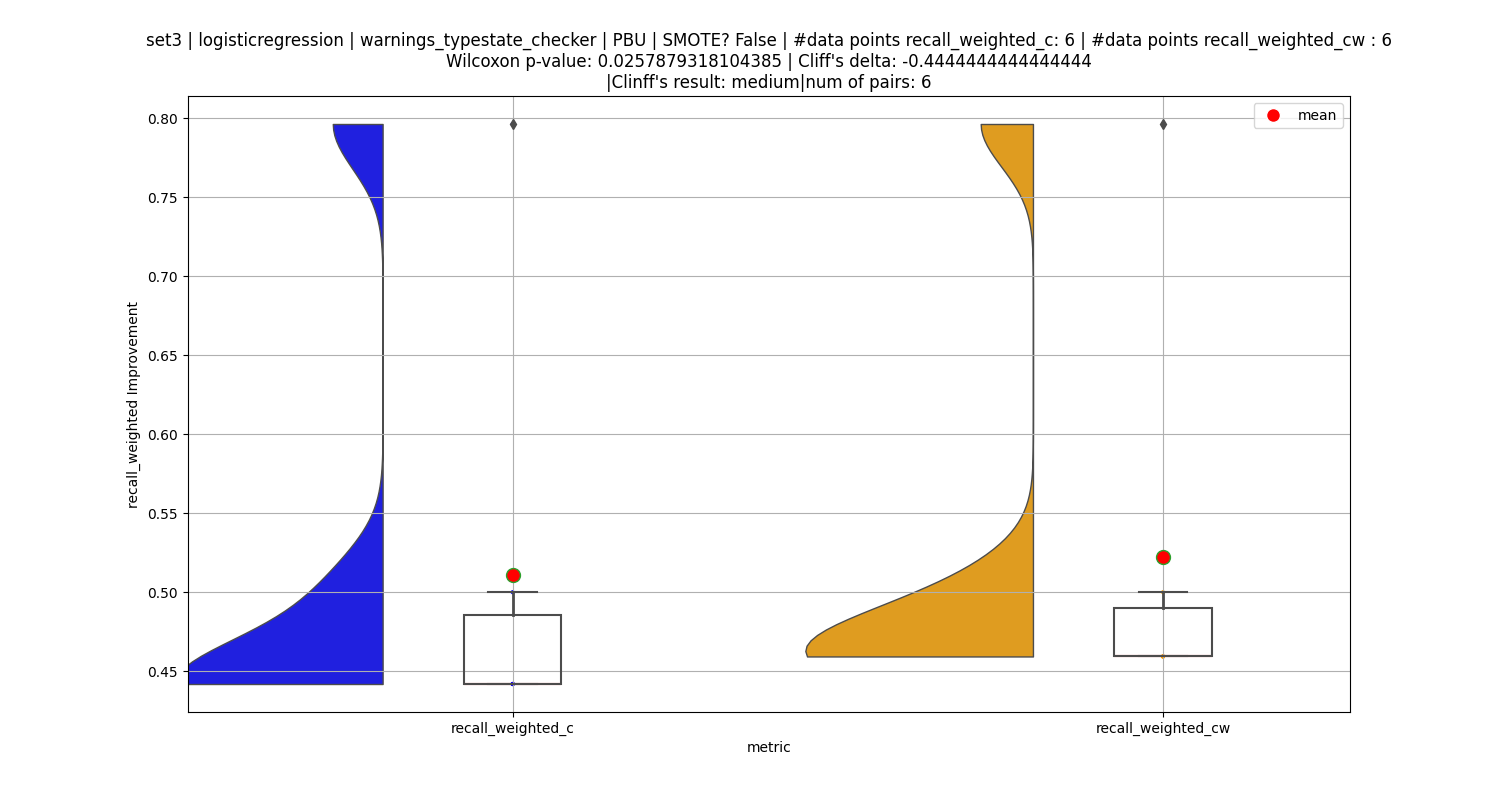 set3 | logisticregression | warnings_typestate_checker | PBU | SMOTE? False | #data points recall_weighted_c: 6 | #data points recall_weighted_cw : 6
Wilcoxon p-value: 0.0257879318104385 | Cliff's delta: -0.4444444444444444
|Clinff's result: medium|num of pairs: 6
mean
0.80
0.75
0.70
0.65
0.60
0.55
0.50
0.45
recall_weighted Improvement
recall_weighted_c
recall_weighted_cw
metric